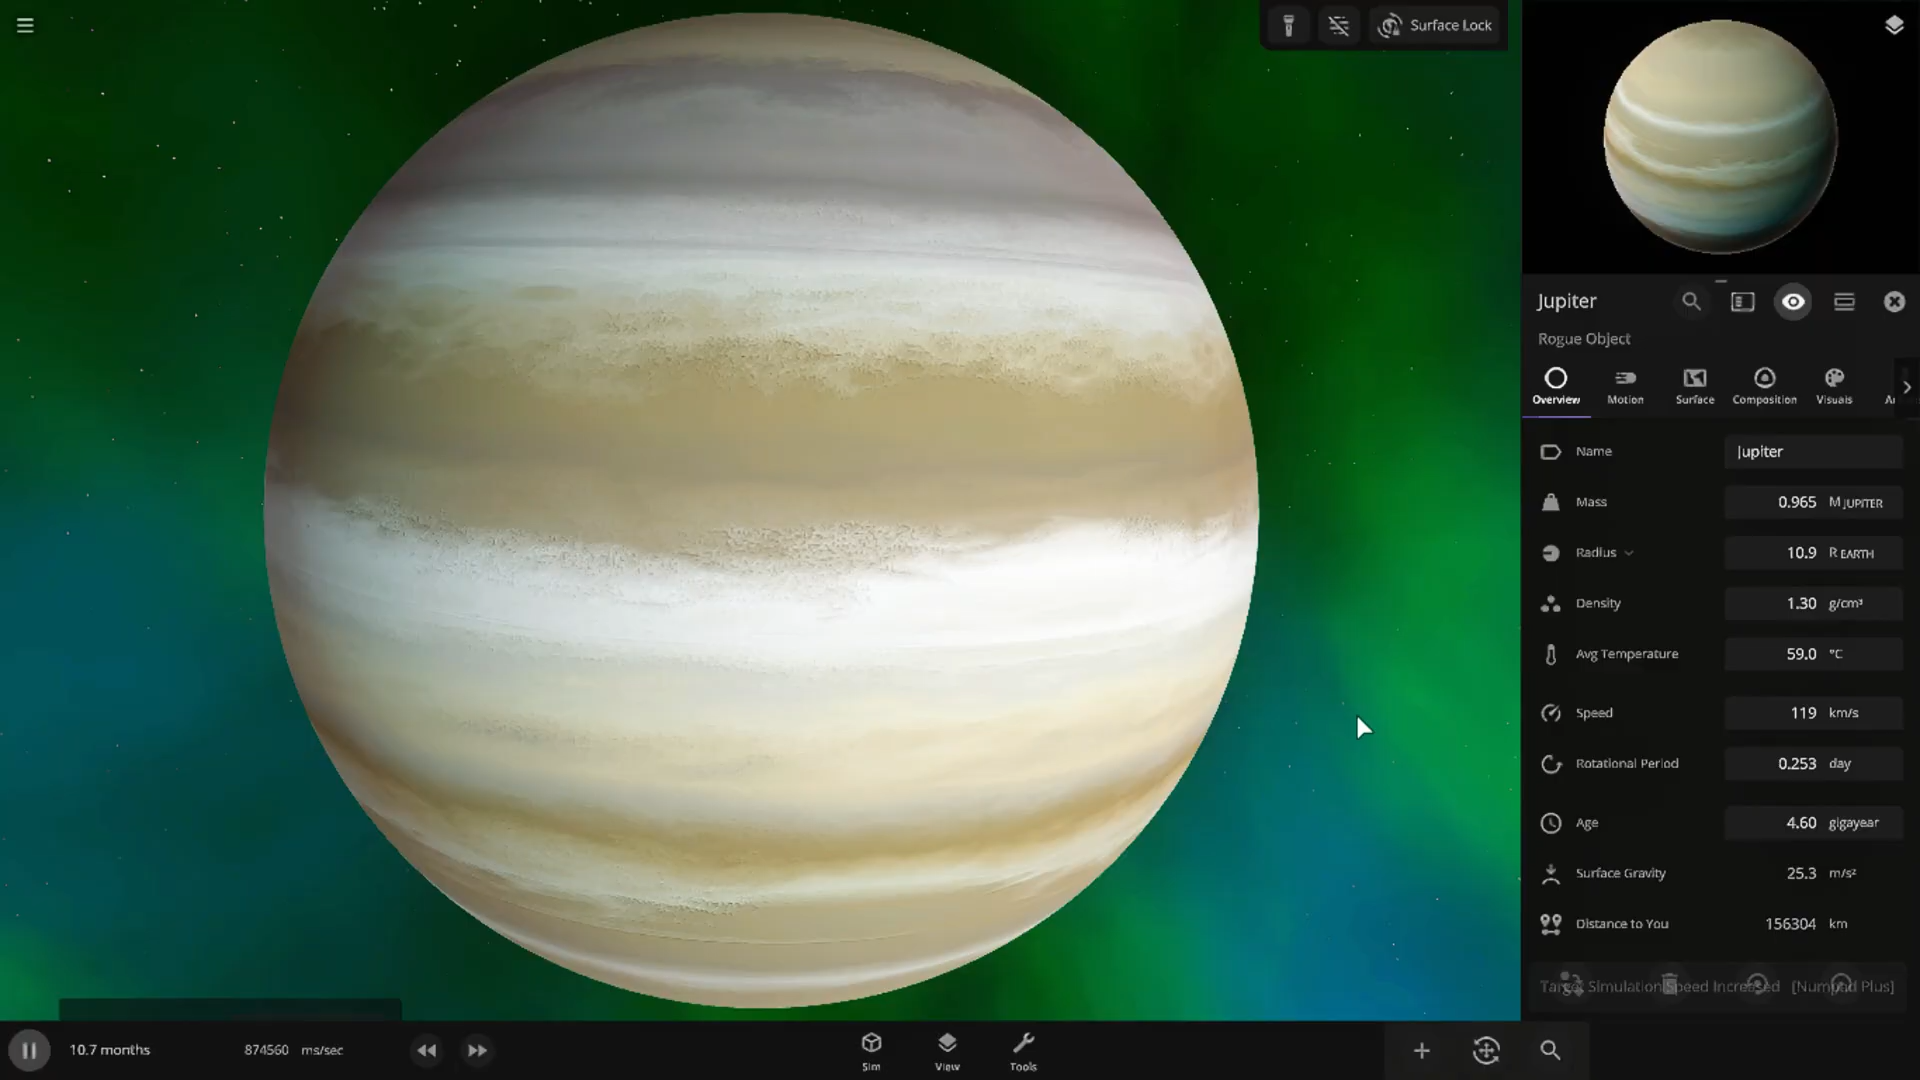 Surface Lock
Jupiter
Rogue Object
Overview
Motion
Surface
Composition
Visuals
Name Jupiter
Mass 0.965 M JUPITER
Radius 10.9 R EARTH
Density 1.30 g/cm³
Avg Temperature 59.0 °C
Speed 119 km/s
Rotational Period 0.253 day
Age 4.60 gigayear
Surface Gravity 25.3 m/s²
Distance to You 156304 km
Target Simulation Speed Increased [Numpad Plus]
10.7 months
874560 ms/sec
Sim
View
Tools